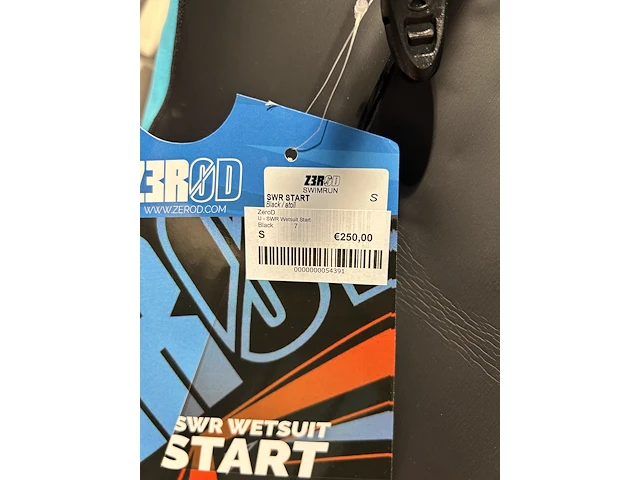 Z3RØD
WWW.ZEROD.COM
Z3RØD
SWIMRUN
SWR START S
Black / atoll
ZeroD
U - SWR Wetsuit Start
Black 7
S €250,00
0000000054391
SWR WETSUIT
START